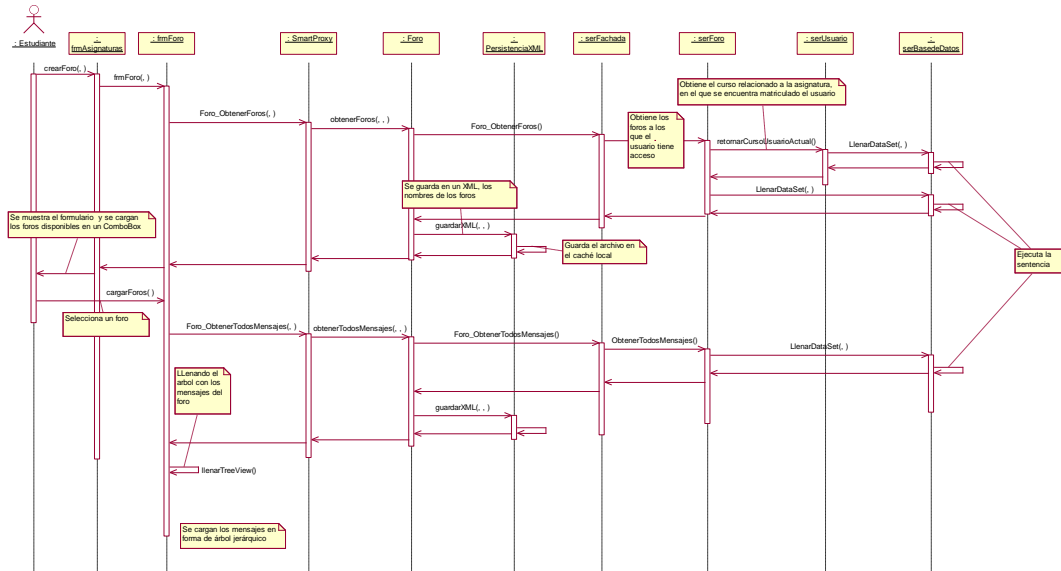 : Estudiante
:
frmAsignaturas
: frmForo
: SmartProxy
: Foro
:
PersistenciaXML
: serFachada
: serForo
: serUsuario
:
serBasedeDatos
crearForo(, )
frmForo(, )
Obtiene el curso relacionado a la asignatura,
en el que se encuentra matriculado el usuario
Foro_ObtenerForos(, )
obtenerForos(, , )
Foro_ObtenerForos()
Obtiene los
foros a los
que el
usuario tiene
acceso
retornarCursoUsuarioActual()
LlenarDataSet(, )
Se guarda en un XML, los
nombres de los foros
LlenarDataSet(, )
Se muestra el formulario y se cargan
los foros disponibles en un ComboBox
guardarXML(, , )
Guarda el archivo en
el caché local
Ejecuta la
sentencia
cargarForos( )
Selecciona un foro
Foro_ObtenerTodosMensajes(, )
obtenerTodosMensajes(, , )
Foro_ObtenerTodosMensajes()
ObtenerTodosMensajes()
LlenarDataSet(, )
LLenando el
arbol con los
mensajes del
foro
guardarXML(, , )
llenarTreeView()
Se cargan los mensajes en
forma de árbol jerárquico